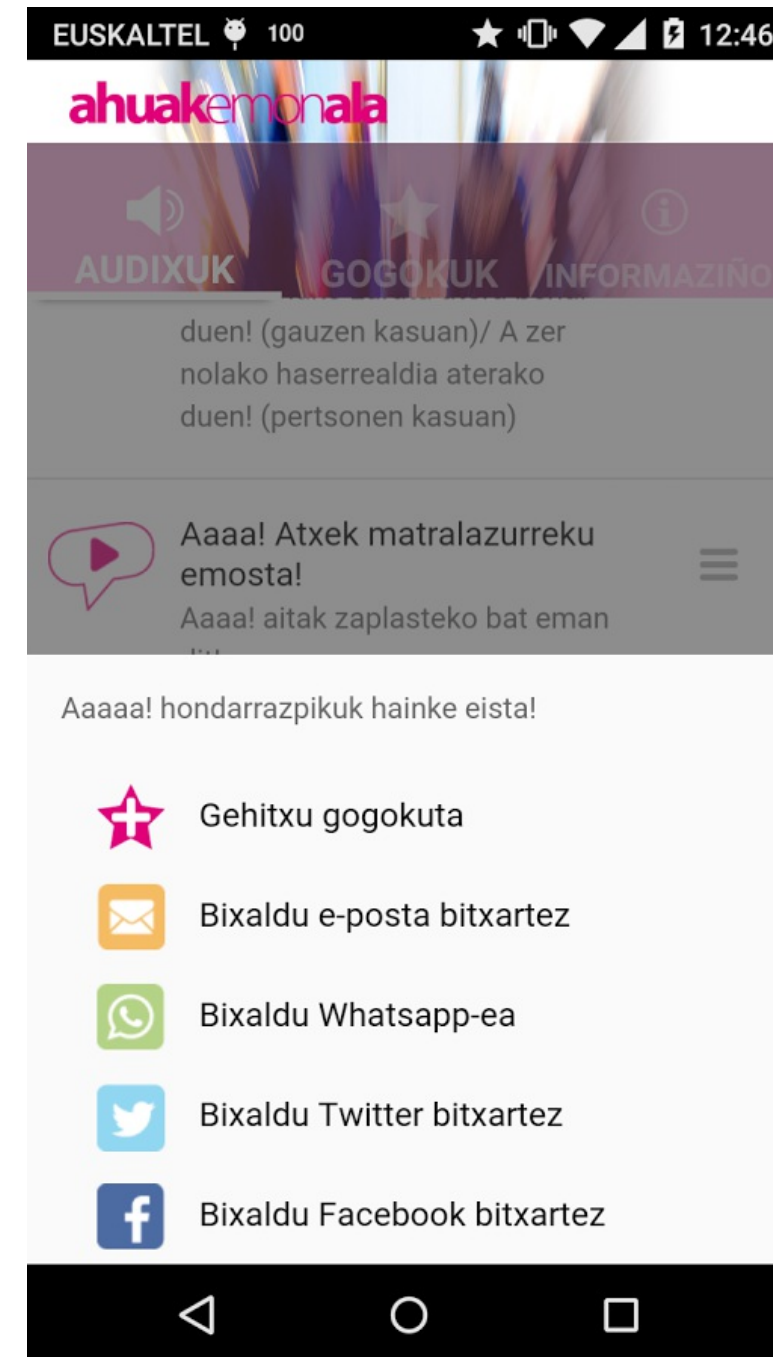 EUSKALTEL 100 12:46
ahuakemonala
AUDIXUK GOGOKUK INFORMAZIÑO
duen! (gauzen kasuan)/ A zer
nolako haserrealdia aterako
duen! (pertsonen kasuan)
Aaaa! Atxek matralazurreku
emosta!
Aaaa! aitak zaplasteko bat eman
Aaaaa! hondarrazpikuk hainke eista!
Gehitxu gogokuta
Bixaldu e-posta bitxartez
Bixaldu Whatsapp-ea
Bixaldu Twitter bitxartez
Bixaldu Facebook bitxartez